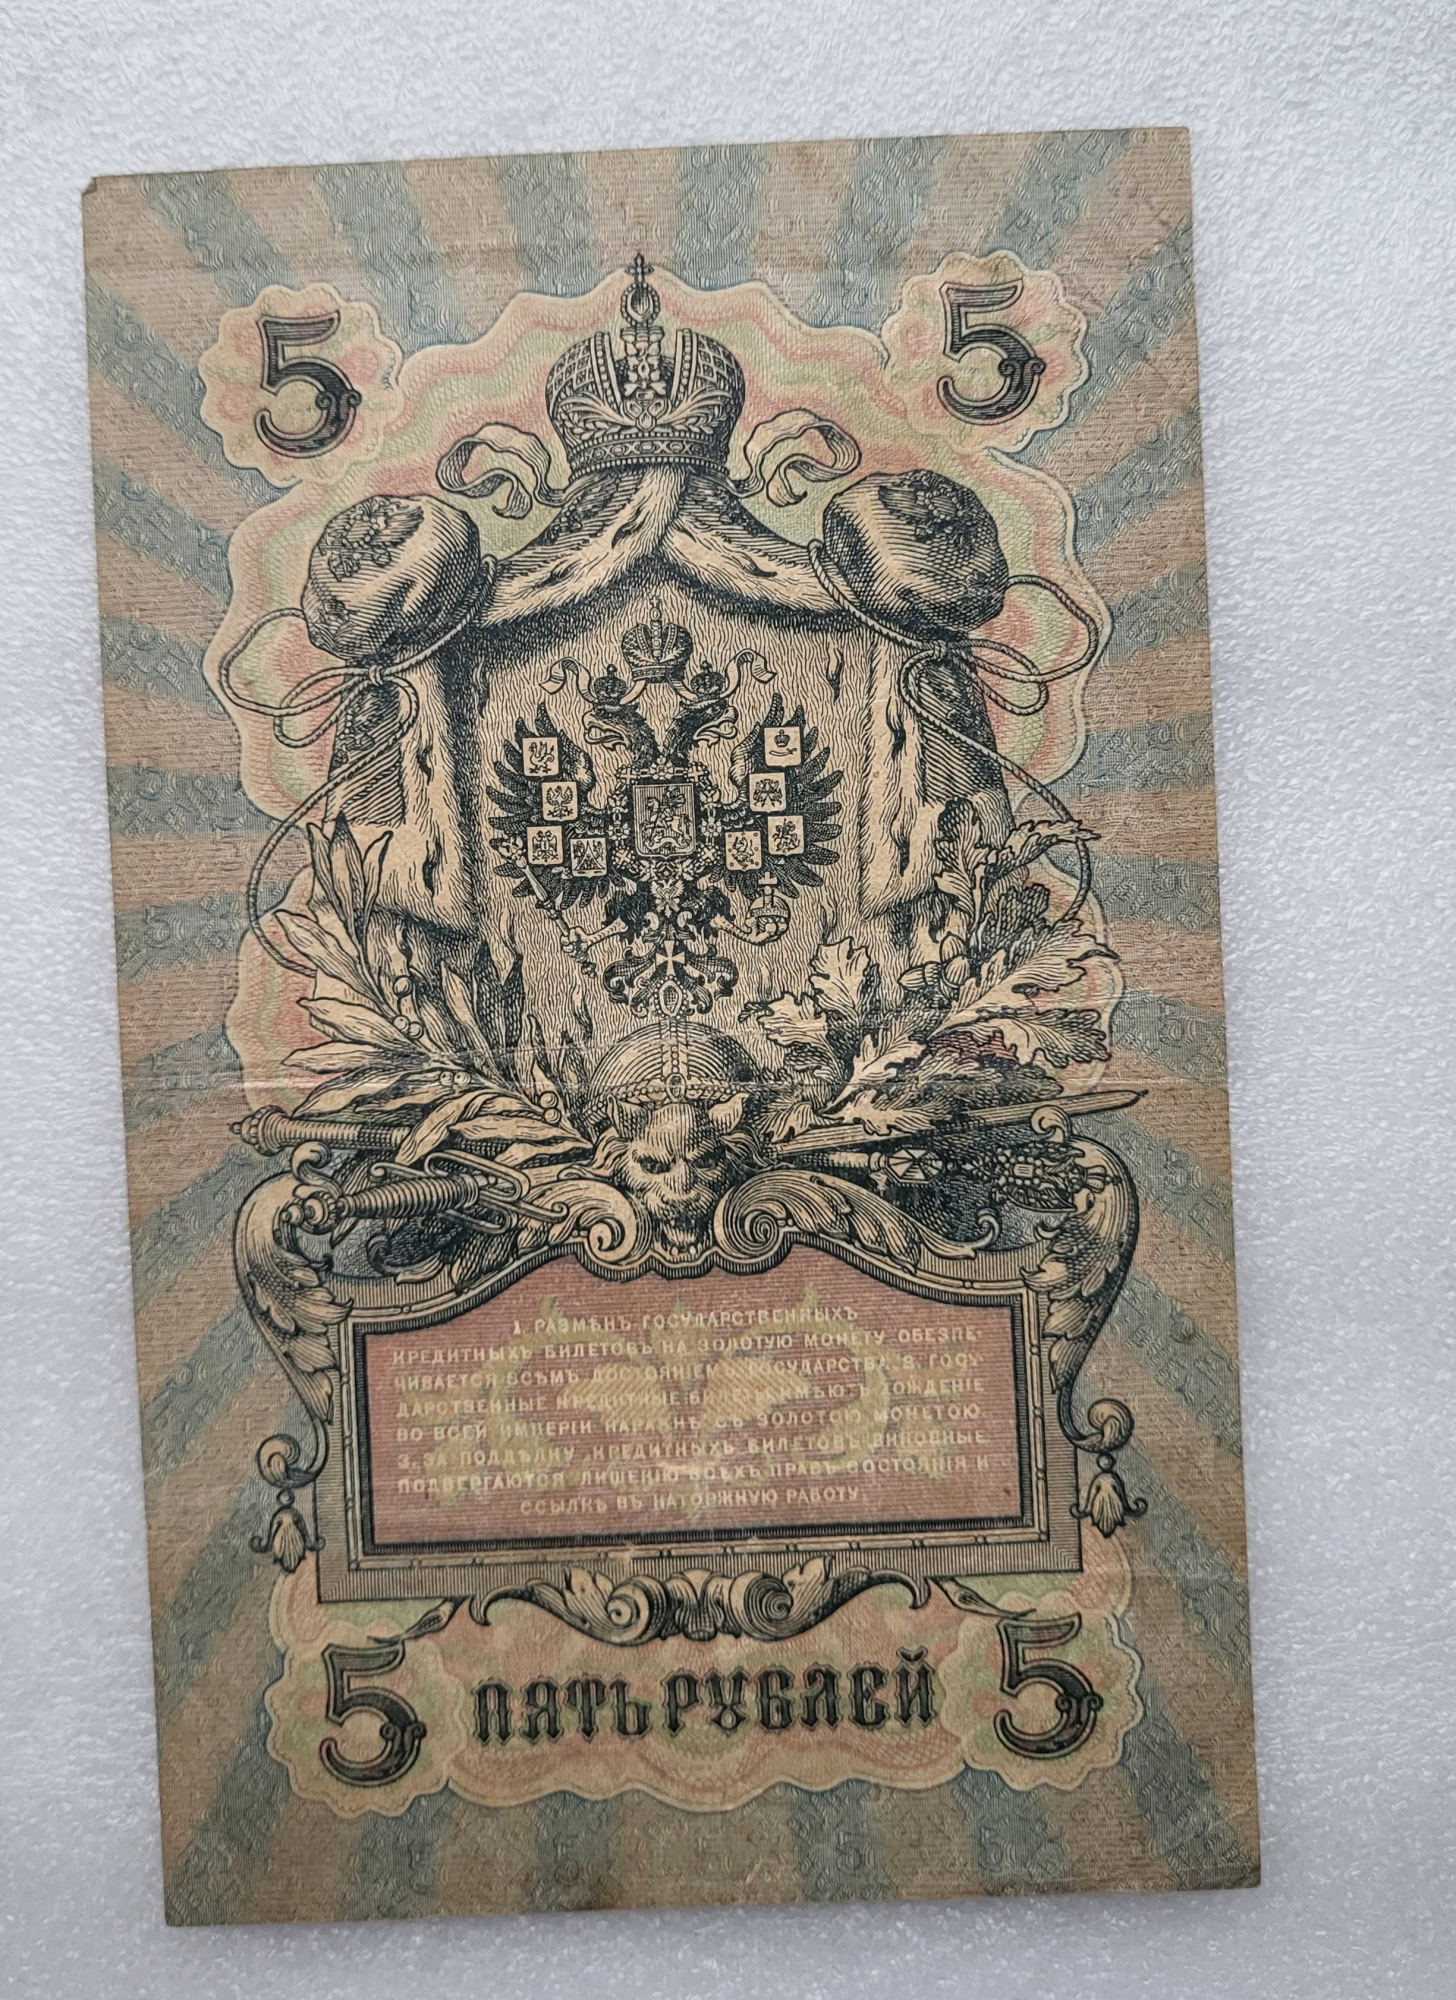 5 5
1. РАЗМѢНЪ ГОСУДАРСТВЕННЫХЪ
КРЕДИТНЫХЪ БИЛЕТОВЪ НА ЗОЛОТУЮ МОНЕТУ ОБЕЗПЕ-
ЧИВАЕТСЯ ВСѢМЪ ДОСТОЯНІЕМЪ ГОСУДАРСТВА. 2. ГОСУ-
ДАРСТВЕННЫЕ КРЕДИТНЫЕ БИЛЕТЫ ИМѢЮТЪ ХОЖДЕНІЕ
ВО ВСЕЙ ИМПЕРІИ НАРАВНѢ СЪ ЗОЛОТОЮ МОНЕТОЮ.
3. ЗА ПОДДѢЛКУ КРЕДИТНЫХЪ БИЛЕТОВЪ ВИНОВНЫЕ
ПОДВЕРГАЮТСЯ ЛИШЕНІЮ ВСѢХЪ ПРАВЪ СОСТОЯНІЯ И
ССЫЛКѢ ВЪ КАТОРЖНУЮ РАБОТУ.
5 ПЯТЬ РУБЛЕЙ 5